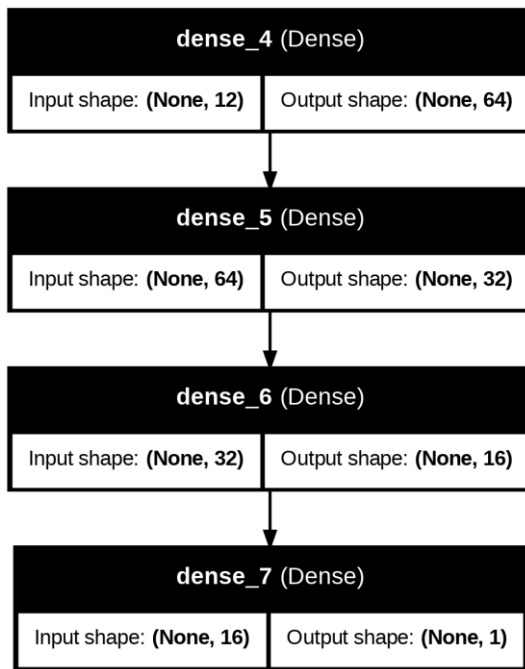 dense_4 (Dense)
Input shape: (None, 12) Output shape: (None, 64)
dense_5 (Dense)
Input shape: (None, 64) Output shape: (None, 32)
dense_6 (Dense)
Input shape: (None, 32) Output shape: (None, 16)
dense_7 (Dense)
Input shape: (None, 16) Output shape: (None, 1)